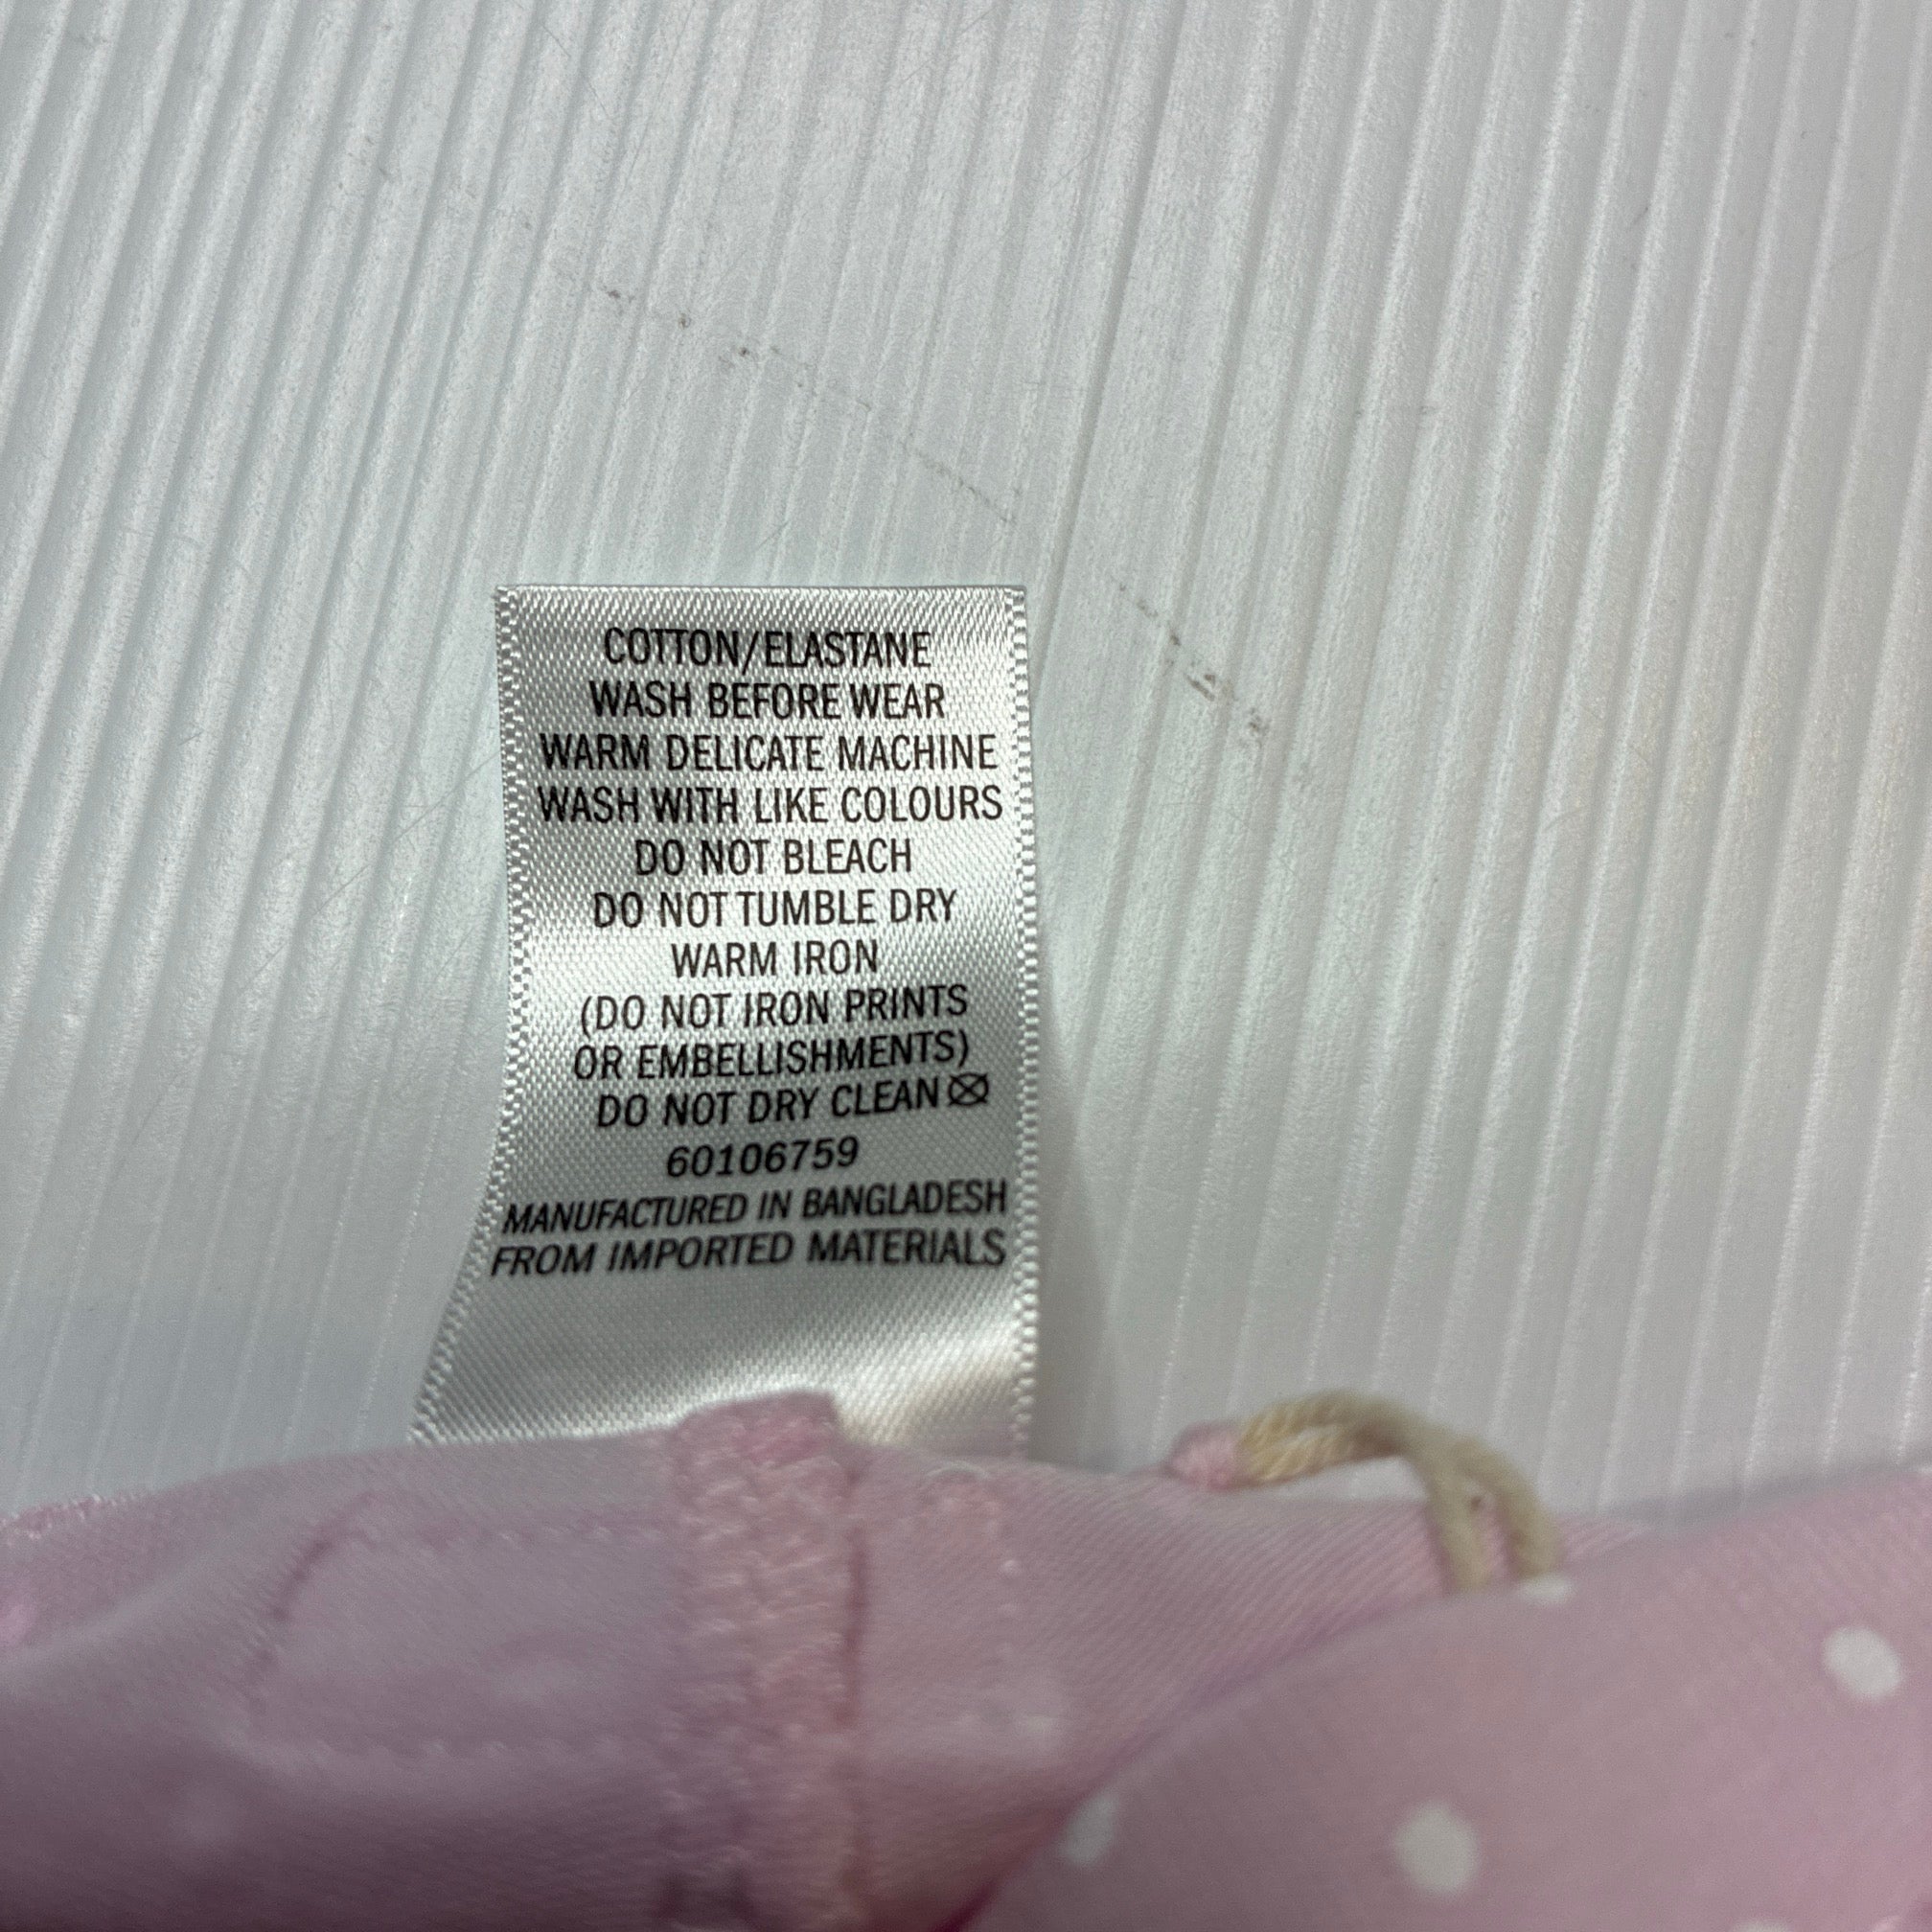 COTTON/ELASTANE
WASH BEFORE WEAR
WARM DELICATE MACHINE
WASH WITH LIKE COLOURS
DO NOT BLEACH
DO NOT TUMBLE DRY
WARM IRON
(DO NOT IRON PRINTS
OR EMBELLISHMENTS)
DO NOT DRY CLEAN
60106759
MANUFACTURED IN BANGLADESH
FROM IMPORTED MATERIALS